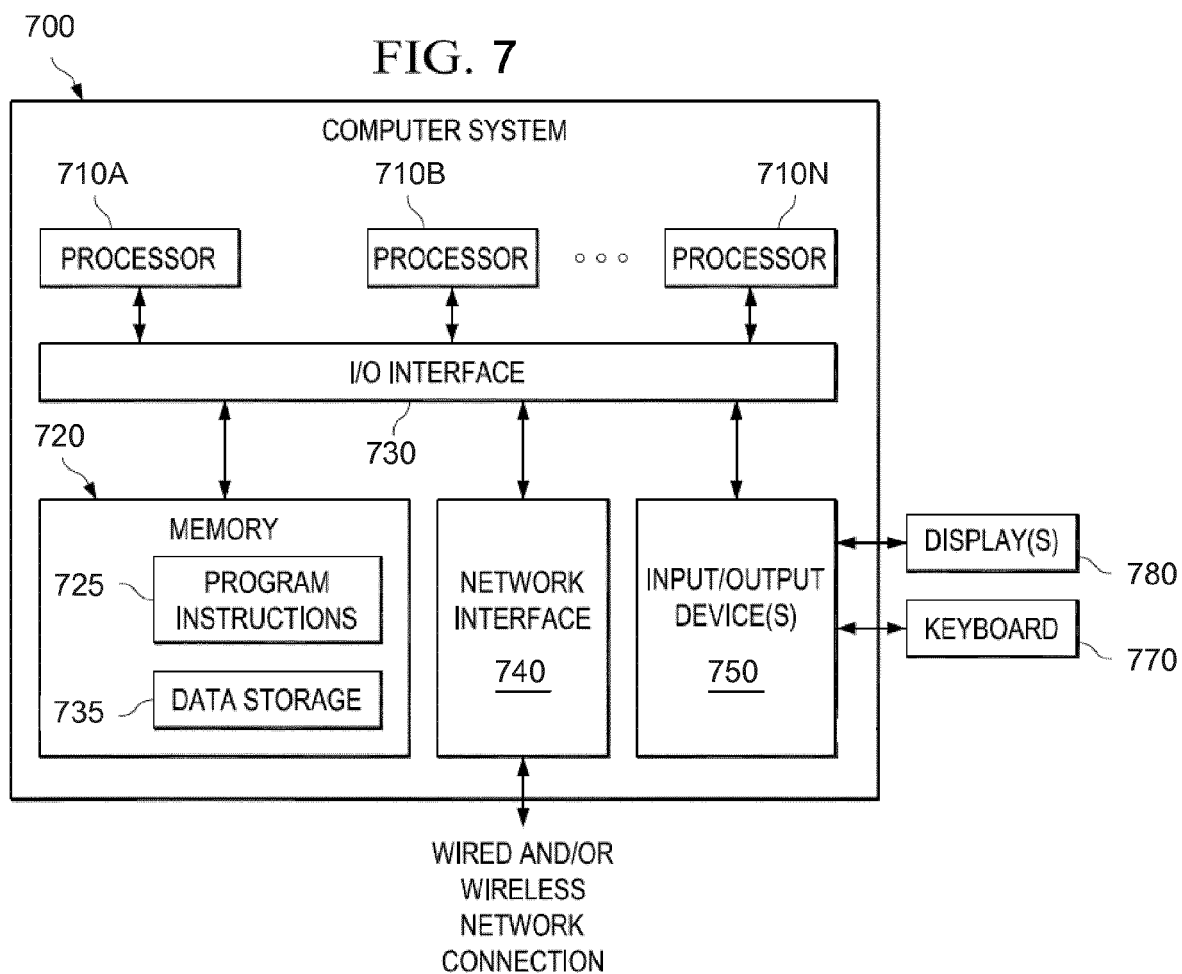 700
FIG. 7
COMPUTER SYSTEM
710A
710B
710N
PROCESSOR
PROCESSOR
PROCESSOR
I/O INTERFACE
730
720
MEMORY
725
PROGRAM
INSTRUCTIONS
735
DATA STORAGE
NETWORK
INTERFACE
740
INPUT/OUTPUT
DEVICE(S)
750
DISPLAY(S)
780
KEYBOARD
770
WIRED AND/OR
WIRELESS
NETWORK
CONNECTION